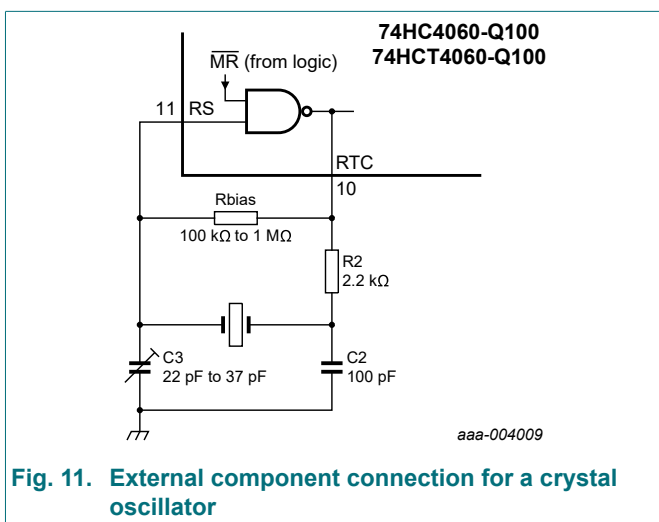 74HC4060-Q100
74HCT4060-Q100
MR (from logic)
11 RS
RTC
10
Rbias
100 kΩ to 1 MΩ
R2
2.2 kΩ
C3
22 pF to 37 pF
C2
100 pF
aaa-004009
Fig. 11. External component connection for a crystal
oscillator